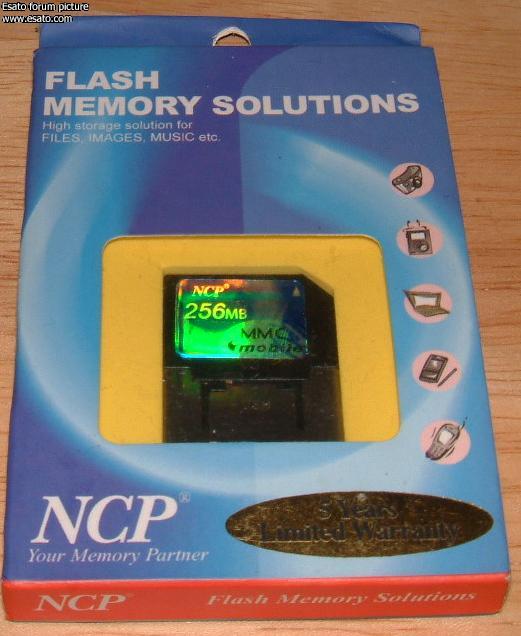 Esato forum picture
www.esato.com
FLASH
MEMORY SOLUTIONS
High storage solution for
FILES, IMAGES, MUSIC etc.
NCP®
256MB
MMC
mobile
NCP®
Your Memory Partner
5 Years
Limited Warranty
NCP®
Flash Memory Solutions